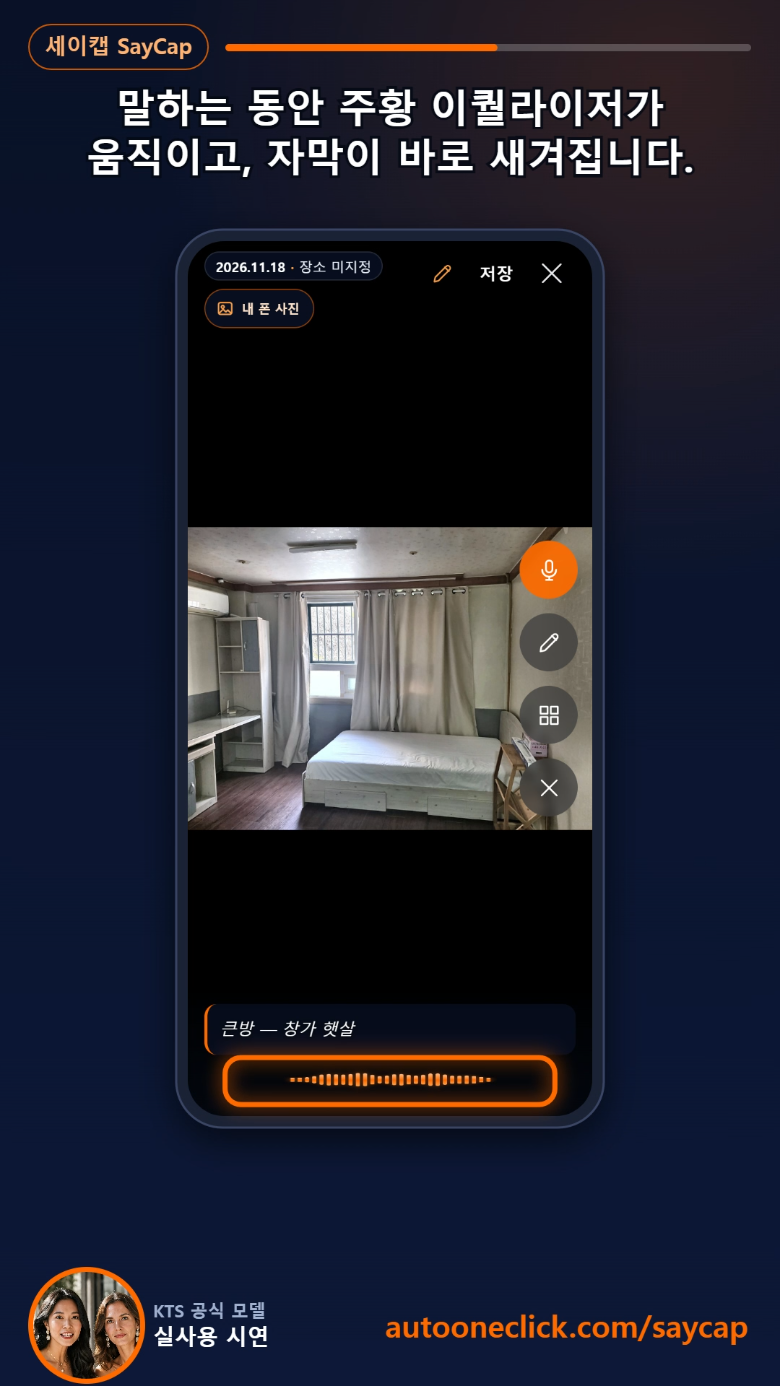 세이캡 SayCap
말하는 동안 주황 이퀄라이저가
움직이고, 자막이 바로 새겨집니다.
2026.11.18 · 장소 미지정
저장
내 폰 사진
큰방 — 창가 햇살
KTS 공식 모델
실사용 시연
autooneclick.com/saycap